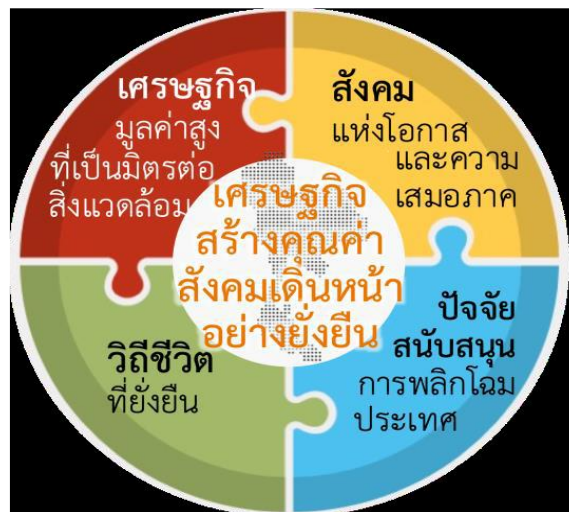 เศรษฐกิจ
มูลค่าสูง
ที่เป็นมิตรต่อ
สิ่งแวดล้อม
สังคม
แห่งโอกาส
และความ
เสมอภาค
เศรษฐกิจ
สร้างคุณค่า
สังคมเดินหน้า
อย่างยั่งยืน
วิถีชีวิต
ที่ยั่งยืน
ปัจจัย
สนับสนุน
การพลิกโฉม
ประเทศ